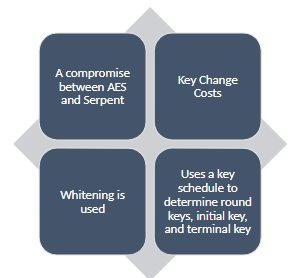 A compromise
between AES
and Serpent
Key Change
Costs
Whitening is
used
Uses a key
schedule to
determine round
keys, initial key,
and terminal key